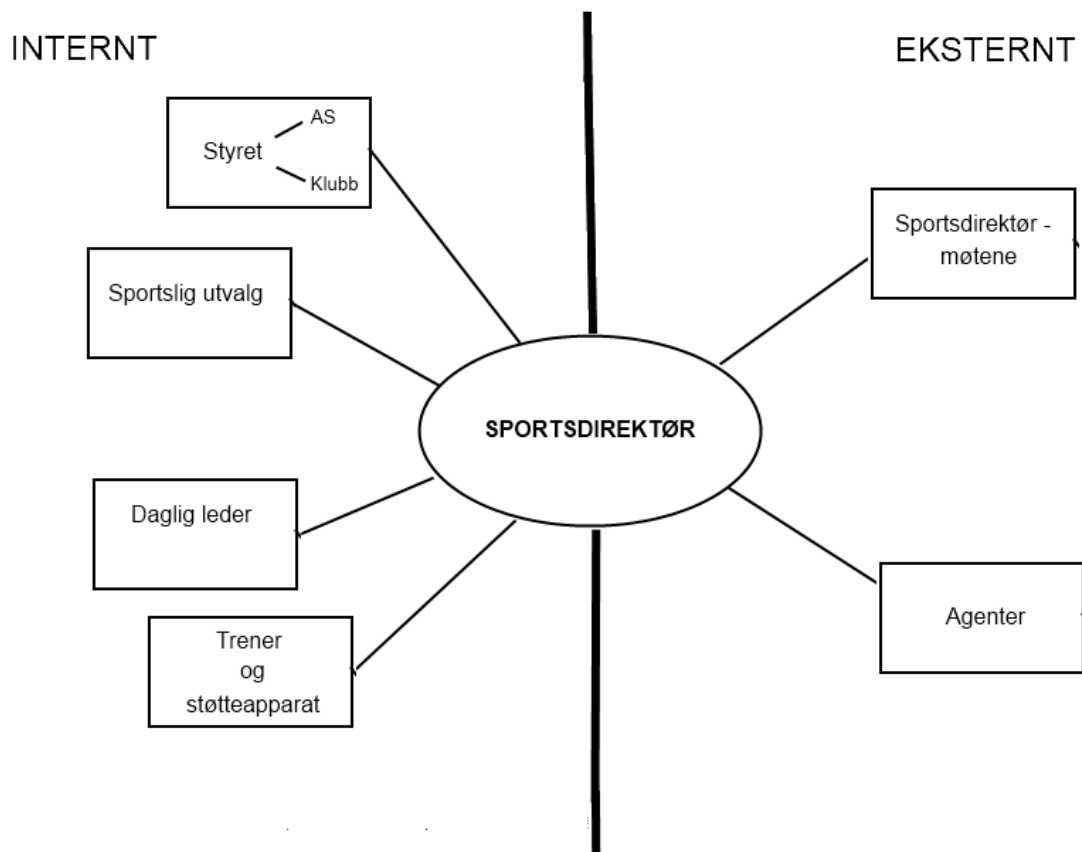 INTERNT
EKSTERNT
AS
Styret
Klubb
Sportsdirektør -
møtene
Sportslig utvalg
SPORTSDIREKTØR
Daglig leder
Agenter
Trener
og
støtteapparat